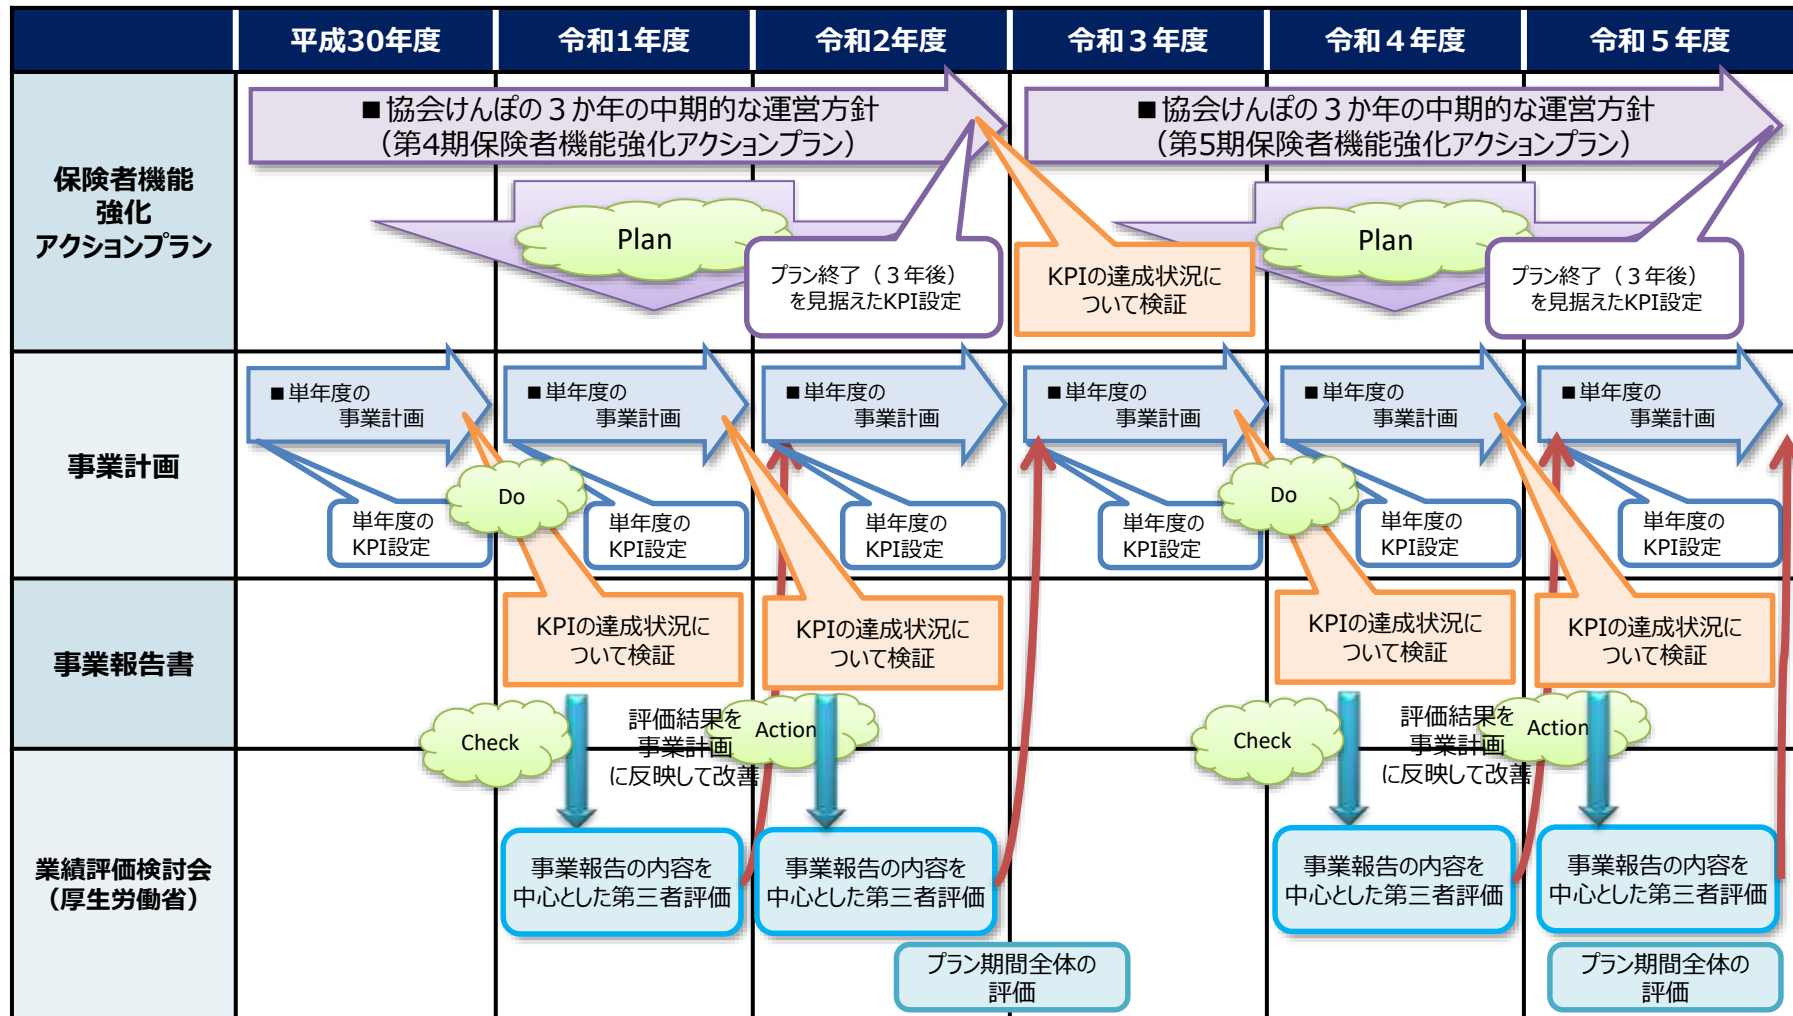 平成30年度
令和1年度
令和2年度
令和３年度
令和４年度
令和５年度
保険者機能
強化
アクションプラン
■協会けんぽの３か年の中期的な運営方針
（第4期保険者機能強化アクションプラン）
■協会けんぽの３か年の中期的な運営方針
（第5期保険者機能強化アクションプラン）
Plan
プラン終了（３年後）
を見据えたKPI設定
KPIの達成状況に
ついて検証
Plan
プラン終了（３年後）
を見据えたKPI設定
事業計画
■単年度の
事業計画
■単年度の
事業計画
■単年度の
事業計画
■単年度の
事業計画
■単年度の
事業計画
■単年度の
事業計画
単年度の
KPI設定
Do
単年度の
KPI設定
単年度の
KPI設定
単年度の
KPI設定
Do
単年度の
KPI設定
単年度の
KPI設定
事業報告書
KPIの達成状況に
ついて検証
KPIの達成状況に
ついて検証
KPIの達成状況に
ついて検証
KPIの達成状況に
ついて検証
Check
評価結果を
事業計画
に反映して改善
Action
Check
評価結果を
事業計画
に反映して改善
Action
業績評価検討会
（厚生労働省）
事業報告の内容を
中心とした第三者評価
事業報告の内容を
中心とした第三者評価
事業報告の内容を
中心とした第三者評価
事業報告の内容を
中心とした第三者評価
プラン期間全体の
評価
プラン期間全体の
評価